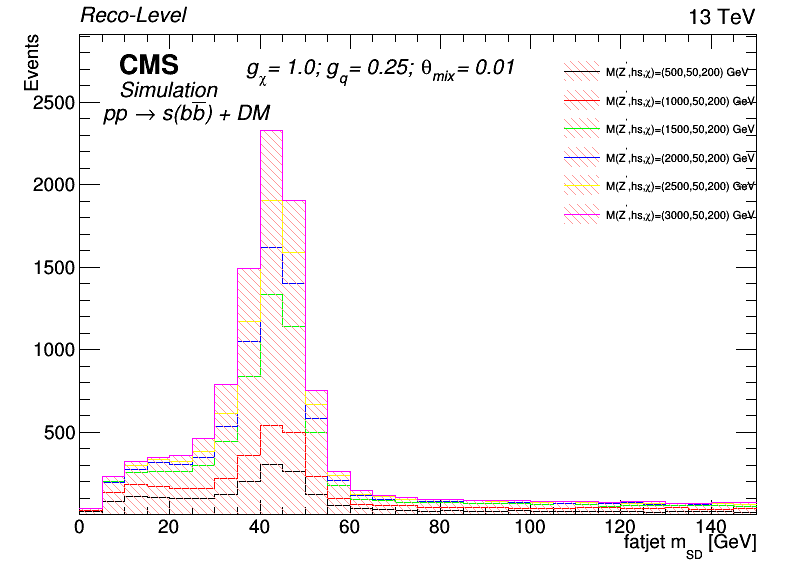 Reco-Level
13 TeV
Events
CMS
Simulation
pp → s(bb̅) + DM
g_χ = 1.0; g_q = 0.25; θ_mix = 0.01
M(Z',hs,χ)=(500,50,200) GeV
M(Z',hs,χ)=(1000,50,200) GeV
M(Z',hs,χ)=(1500,50,200) GeV
M(Z',hs,χ)=(2000,50,200) GeV
M(Z',hs,χ)=(2500,50,200) GeV
M(Z',hs,χ)=(3000,50,200) GeV
2500
2000
1500
1000
500
0 20 40 60 80 100 120 140
fatjet m_SD [GeV]